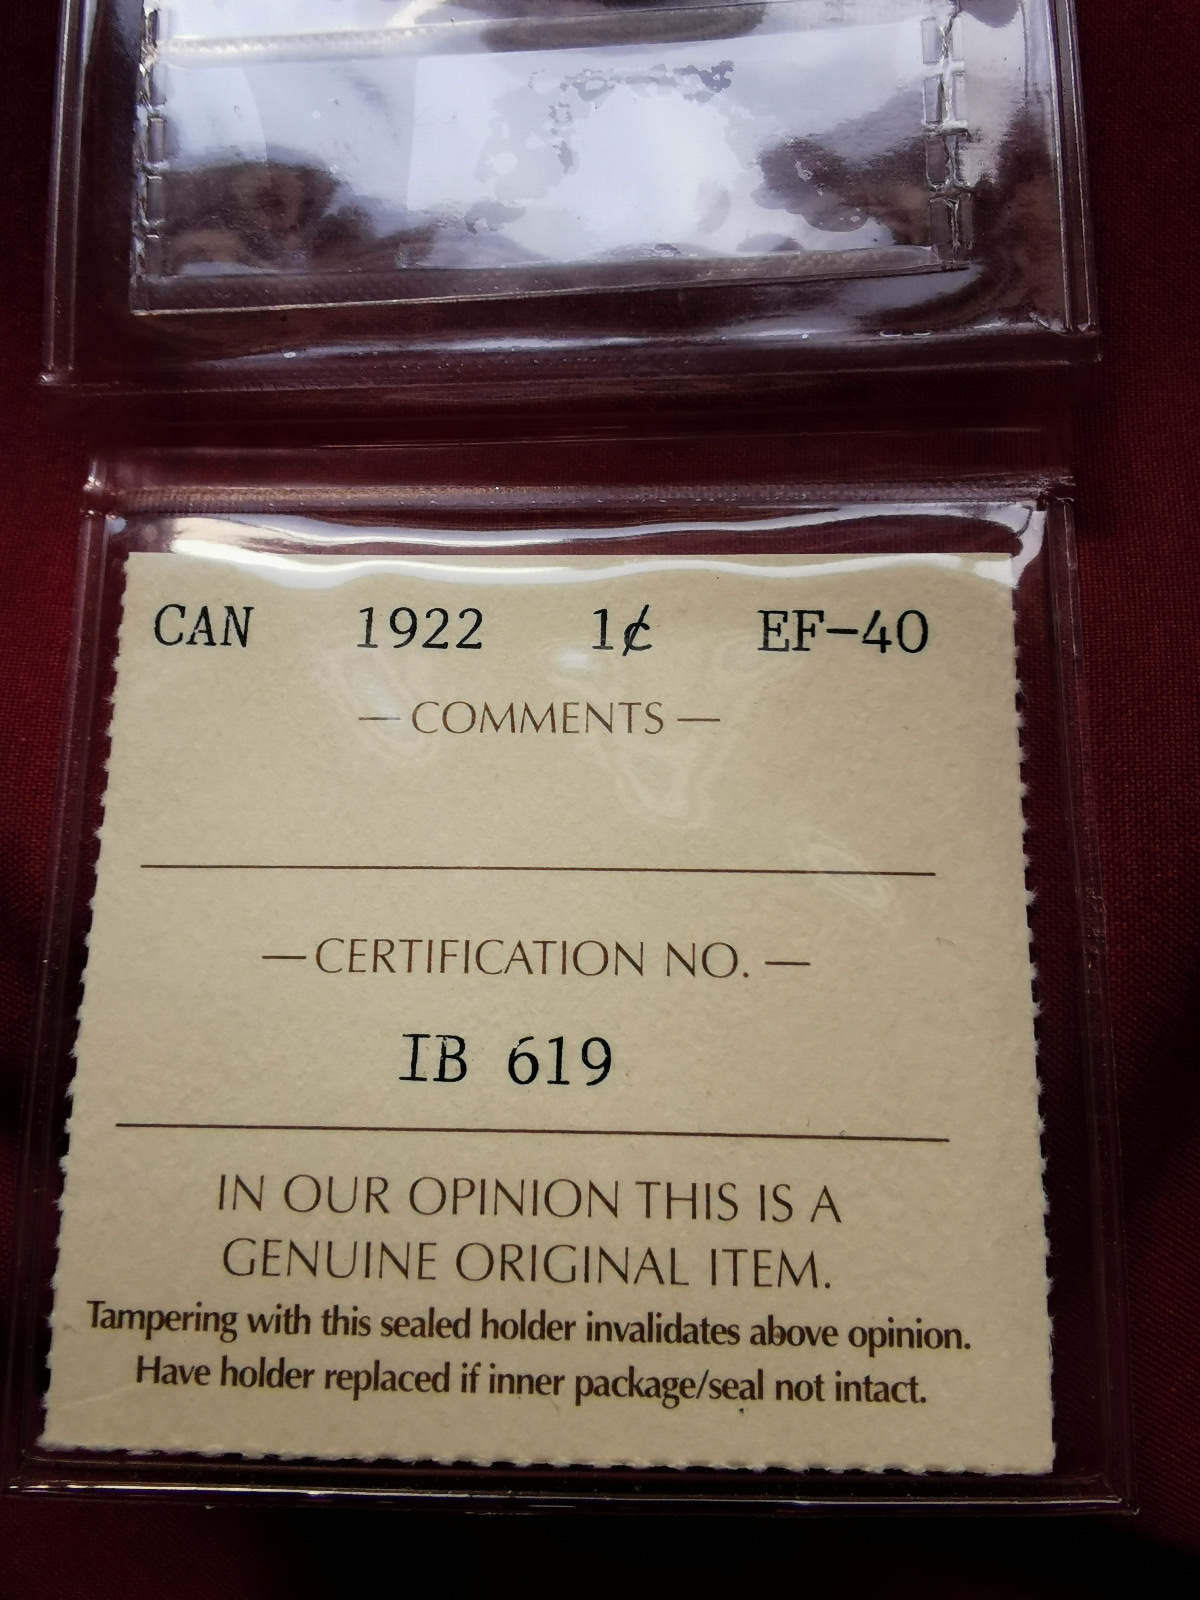 CAN 1922 1¢ EF-40
— COMMENTS —
— CERTIFICATION NO. —
IB 619
IN OUR OPINION THIS IS A
GENUINE ORIGINAL ITEM.
Tampering with this sealed holder invalidates above opinion.
Have holder replaced if inner package/seal not intact.